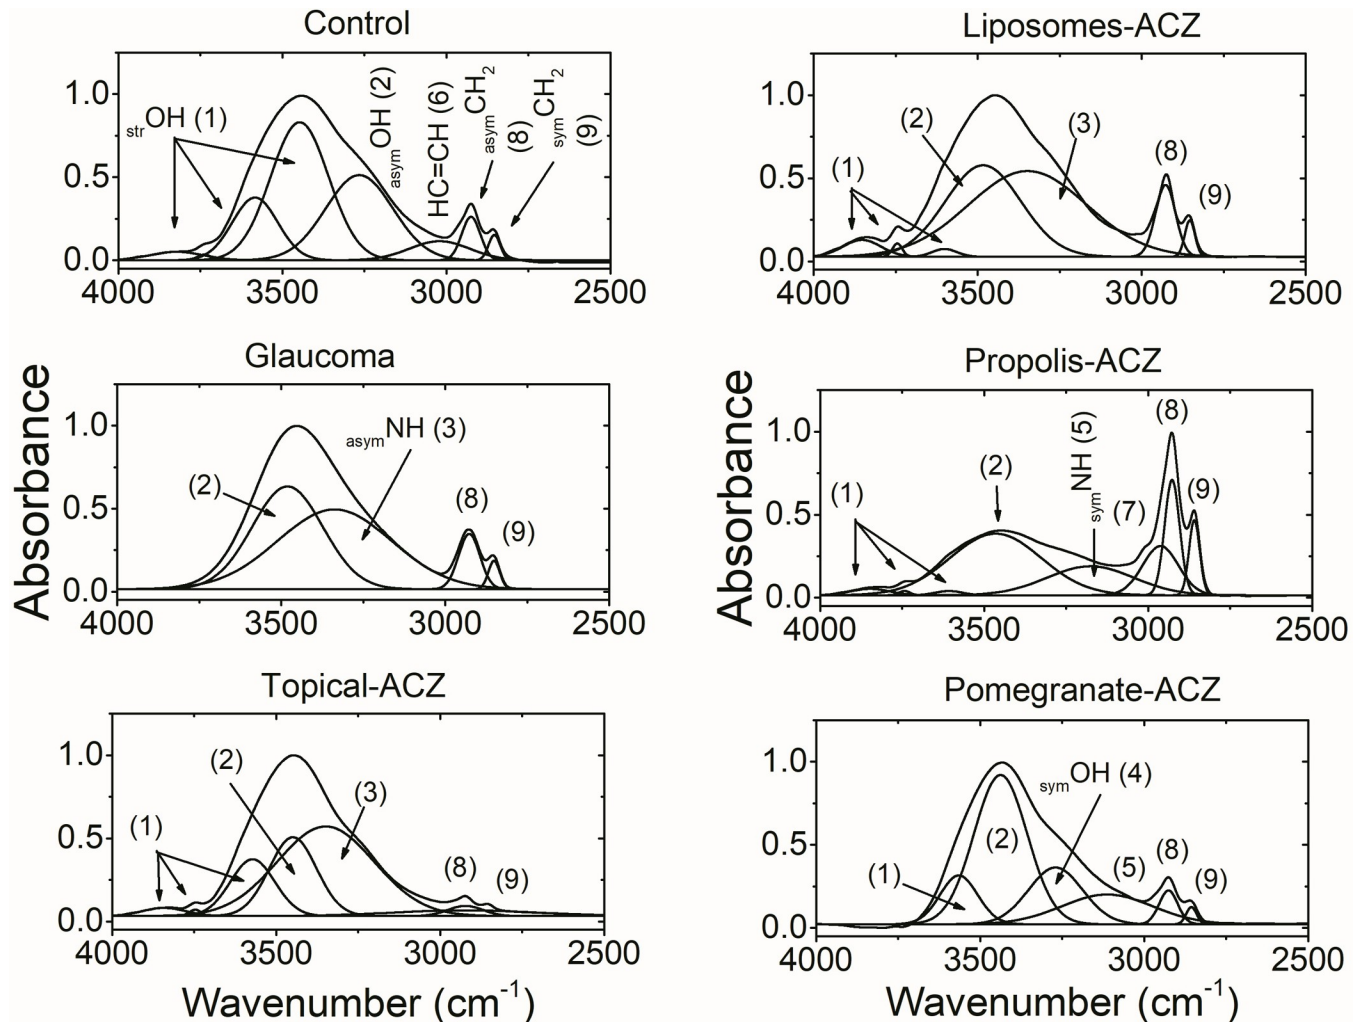 Control
1.0
0.5
0.0
strOH (1)
asymOH (2)
HC=CH (6)
asymCH2
(8)
symCH2
(9)
4000 3500 3000 2500
Liposomes-ACZ
1.0
0.5
0.0
(1)
(2)
(3)
(8)
(9)
4000 3500 3000 2500
Glaucoma
Absorbance
1.0
0.5
0.0
(2)
asymNH (3)
(8)
(9)
4000 3500 3000 2500
Propolis-ACZ
Absorbance
1.0
0.5
0.0
(1)
(2)
symNH (5)
(7)
(8)
(9)
4000 3500 3000 2500
Topical-ACZ
1.0
0.5
0.0
(1)
(2)
(3)
(8)
(9)
4000 3500 3000 2500
Wavenumber (cm-1)
Pomegranate-ACZ
1.0
0.5
0.0
(1)
(2)
symOH (4)
(5)
(8)
(9)
4000 3500 3000 2500
Wavenumber (cm-1)